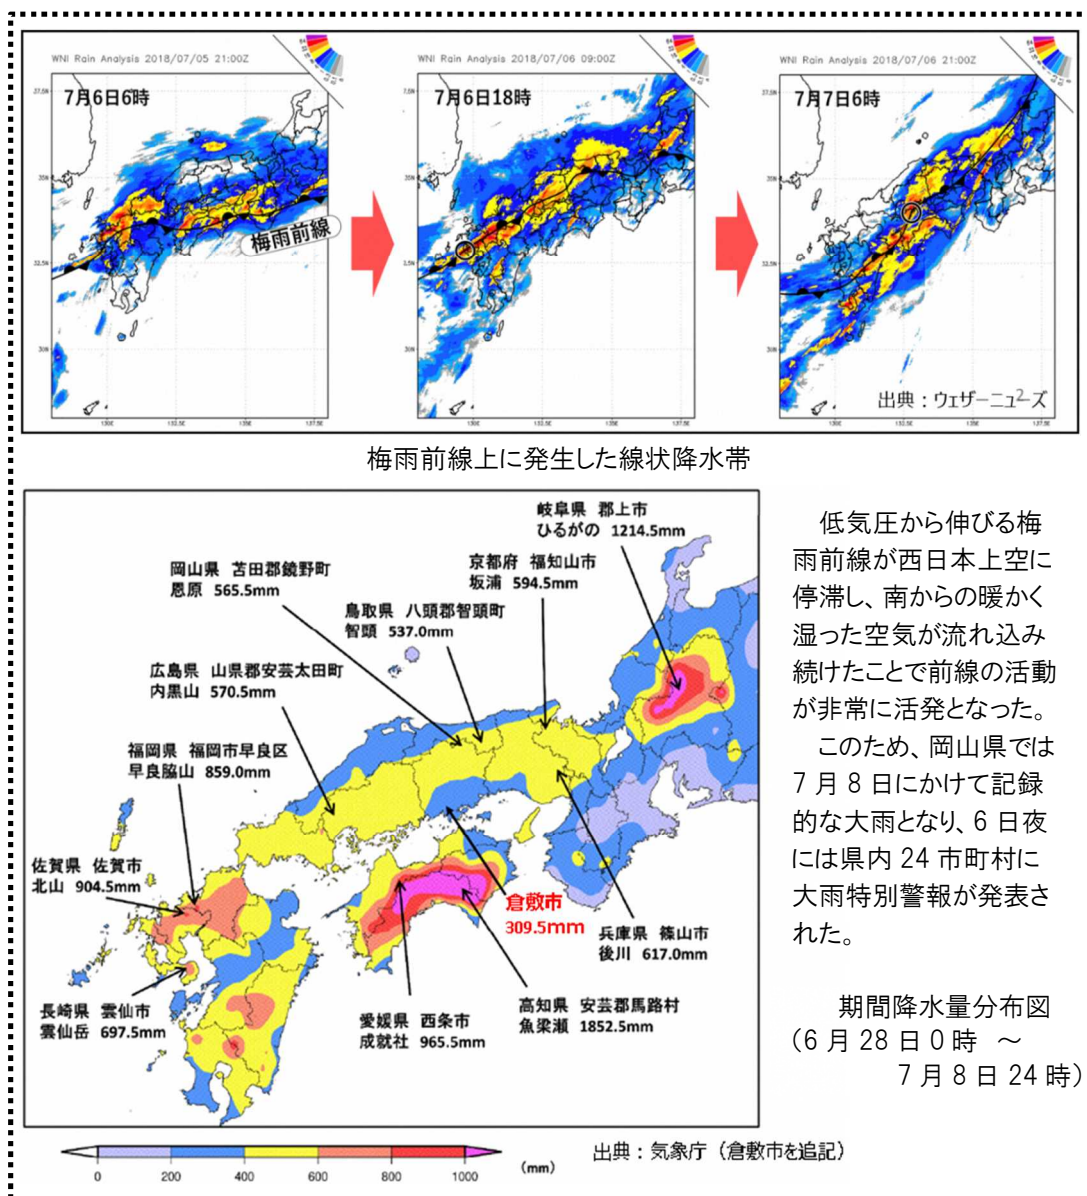 WNI Rain Analysis 2018/07/05 21:00Z
7月6日6時
梅雨前線
WNI Rain Analysis 2018/07/06 09:00Z
7月6日18時
WNI Rain Analysis 2018/07/06 21:00Z
7月7日6時
出典：ウェザーニュ²ーズ
梅雨前線上に発生した線状降水帯
岐阜県 郡上市
ひるがの 1214.5mm
京都府 福知山市
坂浦 594.5mm
岡山県 苫田郡鏡野町
恩原 565.5mm
鳥取県 八頭郡智頭町
智頭 537.0mm
広島県 山県郡安芸太田町
内黒山 570.5mm
福岡県 福岡市早良区
早良脇山 859.0mm
佐賀県 佐賀市
北山 904.5mm
倉敷市
309.5mm
兵庫県 篠山市
後川 617.0mm
長崎県 雲仙市
雲仙岳 697.5mm
愛媛県 西条市
成就社 965.5mm
高知県 安芸郡馬路村
魚梁瀬 1852.5mm
0 200 400 600 800 1000 (mm)
出典：気象庁（倉敷市を追記）
低気圧から伸びる梅
雨前線が西日本上空に
停滞し、南からの暖かく
湿った空気が流れ込み
続けたことで前線の活動
が非常に活発となった。
このため、岡山県では
7月8日にかけて記録
的な大雨となり、6日夜
には県内24市町村に
大雨特別警報が発表さ
れた。
期間降水量分布図
（6月28日0時 ～
7月8日24時）